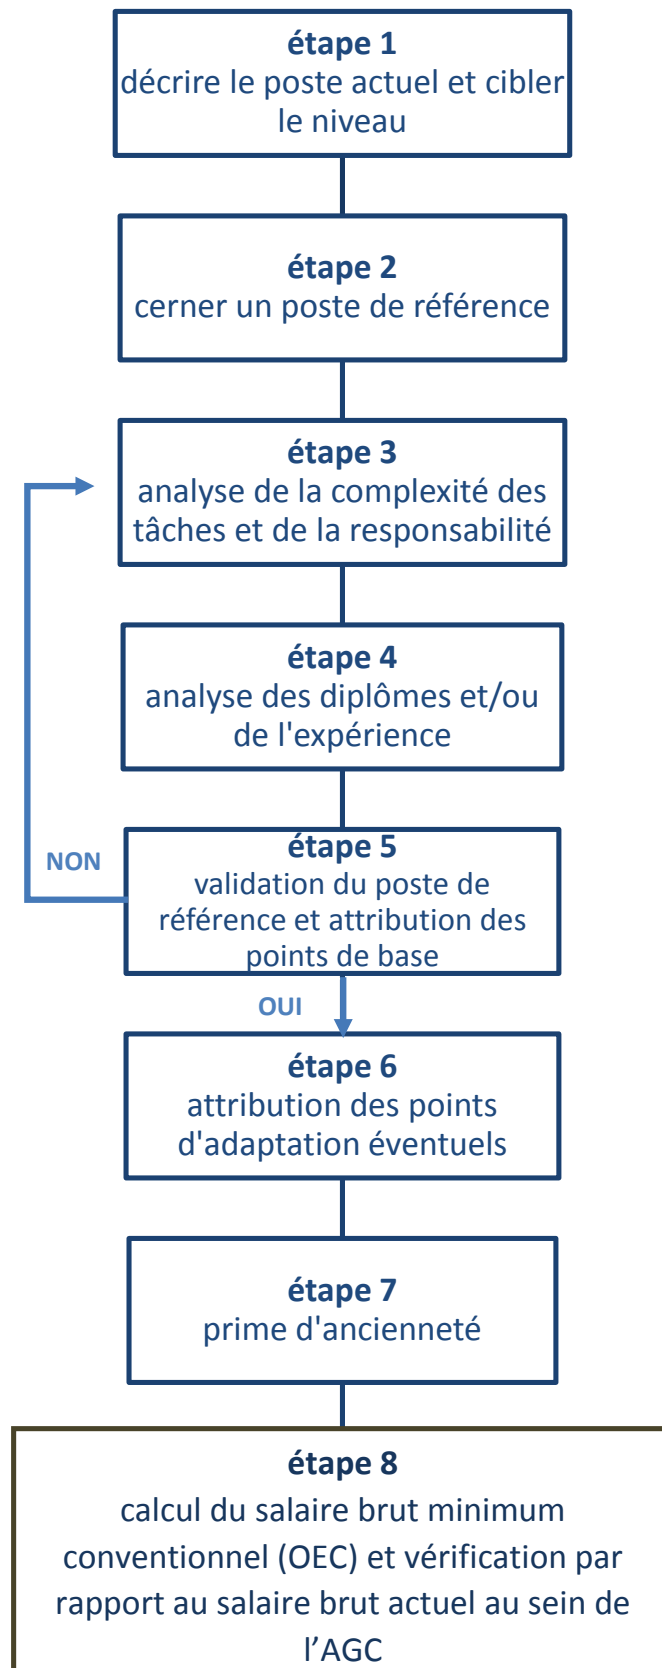 étape 1
décrire le poste actuel et cibler
le niveau
étape 2
cerner un poste de référence
étape 3
analyse de la complexité des
tâches et de la responsabilité
étape 4
analyse des diplômes et/ou
de l'expérience
étape 5
NON
validation du poste de
référence et attribution des
points de base
OUI
étape 6
attribution des points
d'adaptation éventuels
étape 7
prime d'ancienneté
étape 8
calcul du salaire brut minimum
conventionnel (OEC) et vérification par
rapport au salaire brut actuel au sein de
l’AGC